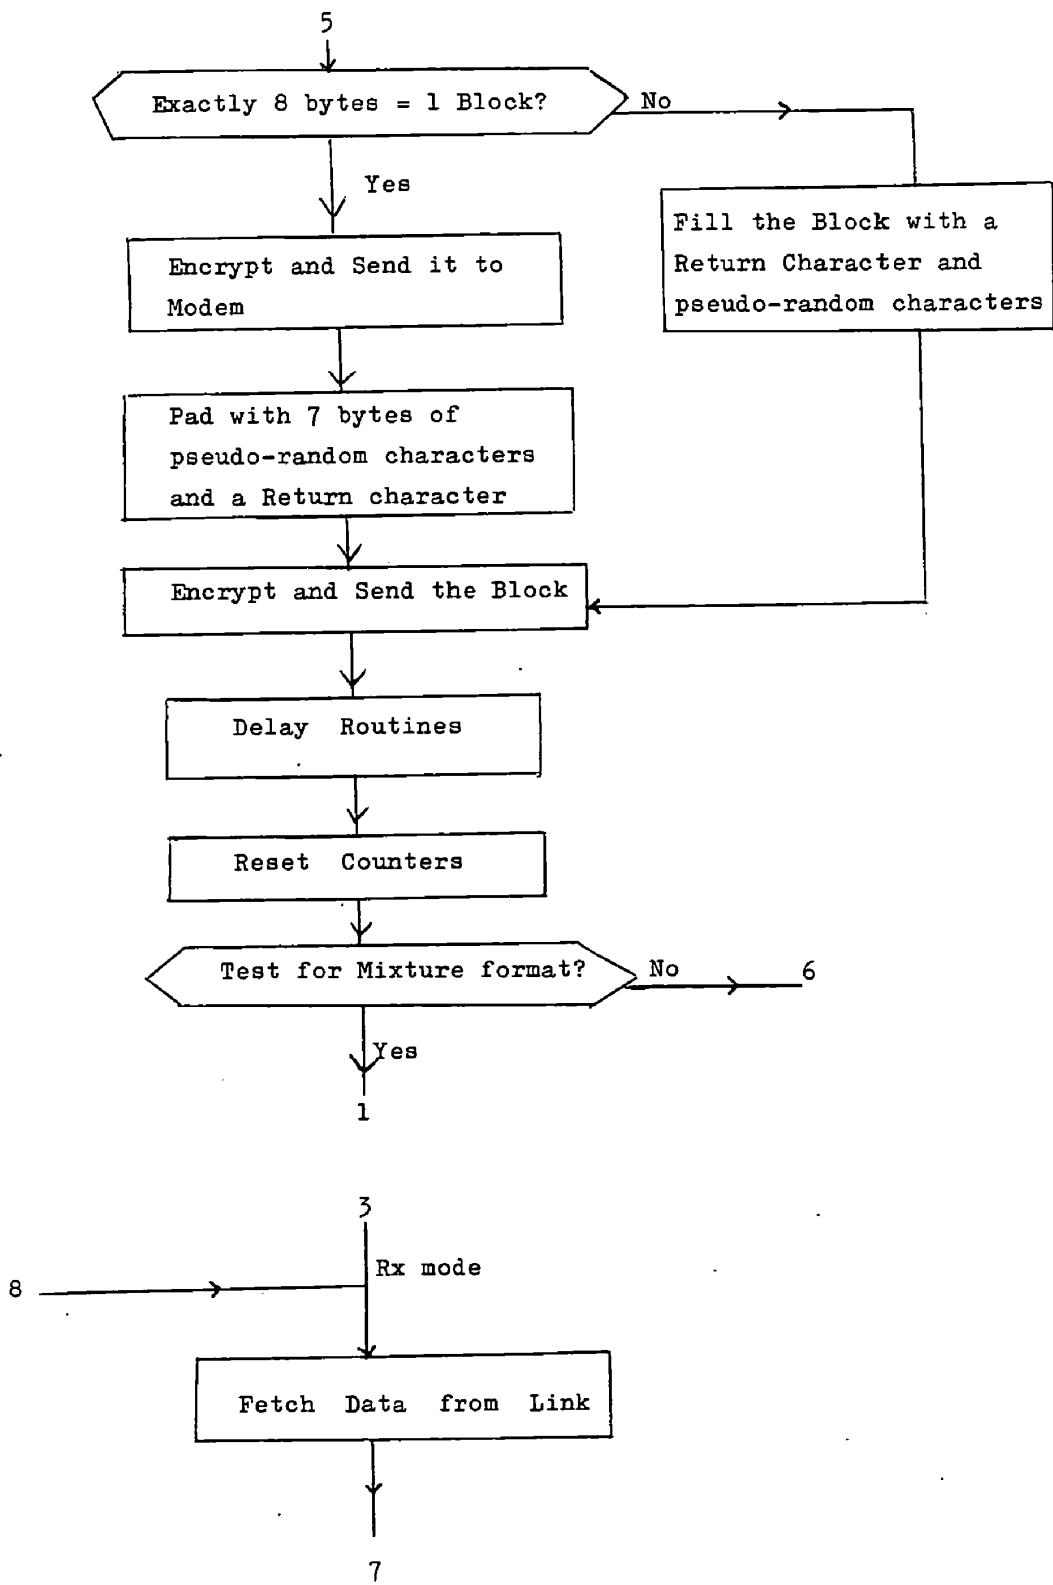 5
Exactly 8 bytes = 1 Block?
No
Yes
Fill the Block with a
Return Character and
pseudo-random characters
Encrypt and Send it to
Modem
Pad with 7 bytes of
pseudo-random characters
and a Return character
Encrypt and Send the Block
Delay Routines
Reset Counters
Test for Mixture format?
No
6
Yes
1
3
Rx mode
8
Fetch Data from Link
7